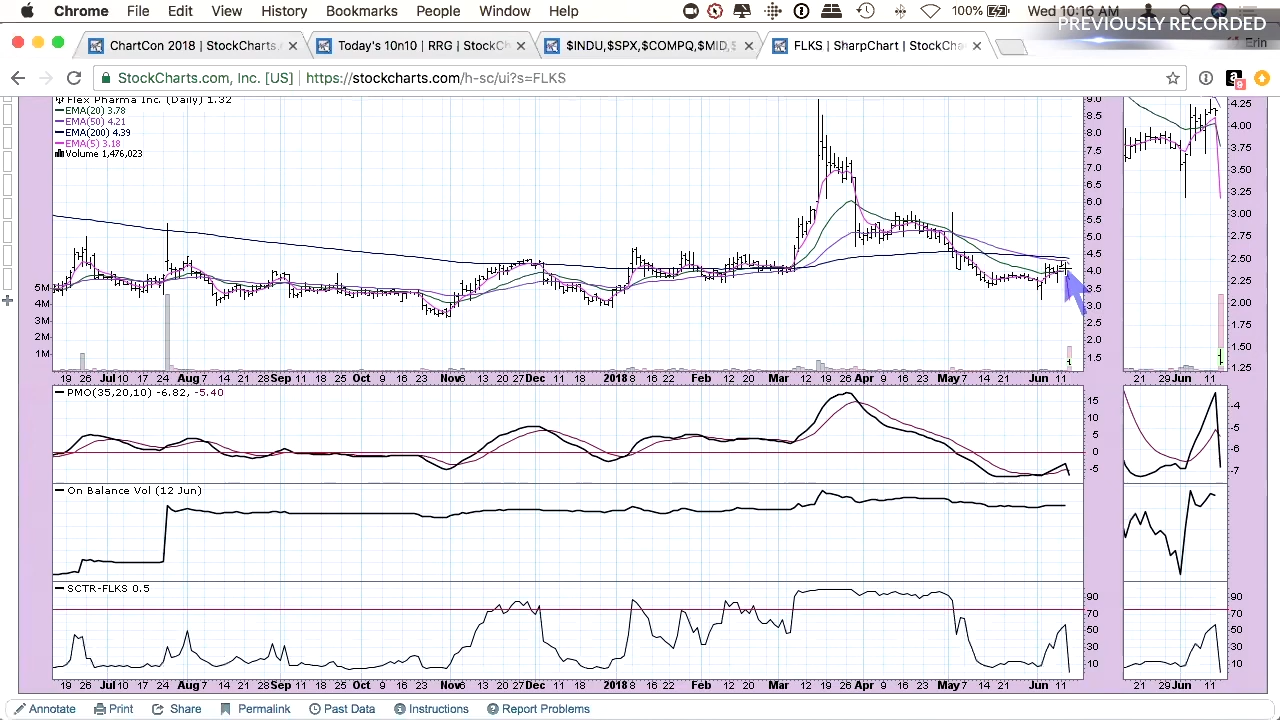 Chrome File Edit View History Bookmarks People Window Help 100% Wed 10:16 AM
PREVIOUSLY RECORDED
ChartCon 2018 | StockCharts. Today's 10n10 | RRG | StockCh $INDU,$SPX,$COMPQ,$MID,$ FLKS | SharpChart | StockCha Erin
StockCharts.com, Inc. [US] https://stockcharts.com/h-sc/ui?s=FLKS
Flex Pharma Inc. (Daily) 1.32
EMA(20) 3.78
EMA(50) 4.21
EMA(200) 4.39
EMA(5) 3.18
Volume 1,476,023
9.0
8.5
8.0
7.5
7.0
6.5
6.0
5.5
5.0
4.5
4.0
3.5
3.0
2.5
2.0
1.5
5M
4M
3M
2M
1M
4.25
4.00
3.75
3.50
3.25
3.00
2.75
2.50
2.25
2.00
1.75
1.50
1.25
19 26 Jul 10 17 24 Aug 7 14 21 28 Sep 11 18 25 Oct 9 16 23 Nov 6 13 20 27 Dec 11 18 2018 8 16 22 Feb 12 20 Mar 12 19 26 Apr 9 16 23 May 7 14 21 Jun 11
21 29 Jun 11
PMO(35,20,10) -6.82, -5.40
15
10
5
0
-5
-4
-5
-6
-7
On Balance Vol (12 Jun)
SCTR-FLKS 0.5
90
70
50
30
10
90
70
50
30
10
19 26 Jul 10 17 24 Aug 7 14 21 28 Sep 11 18 25 Oct 9 16 23 Nov 6 13 20 27 Dec 11 18 2018 8 16 22 Feb 12 20 Mar 12 19 26 Apr 9 16 23 May 7 14 21 Jun 11
21 29 Jun 11
Annotate Print Share Permalink Past Data Instructions Report Problems